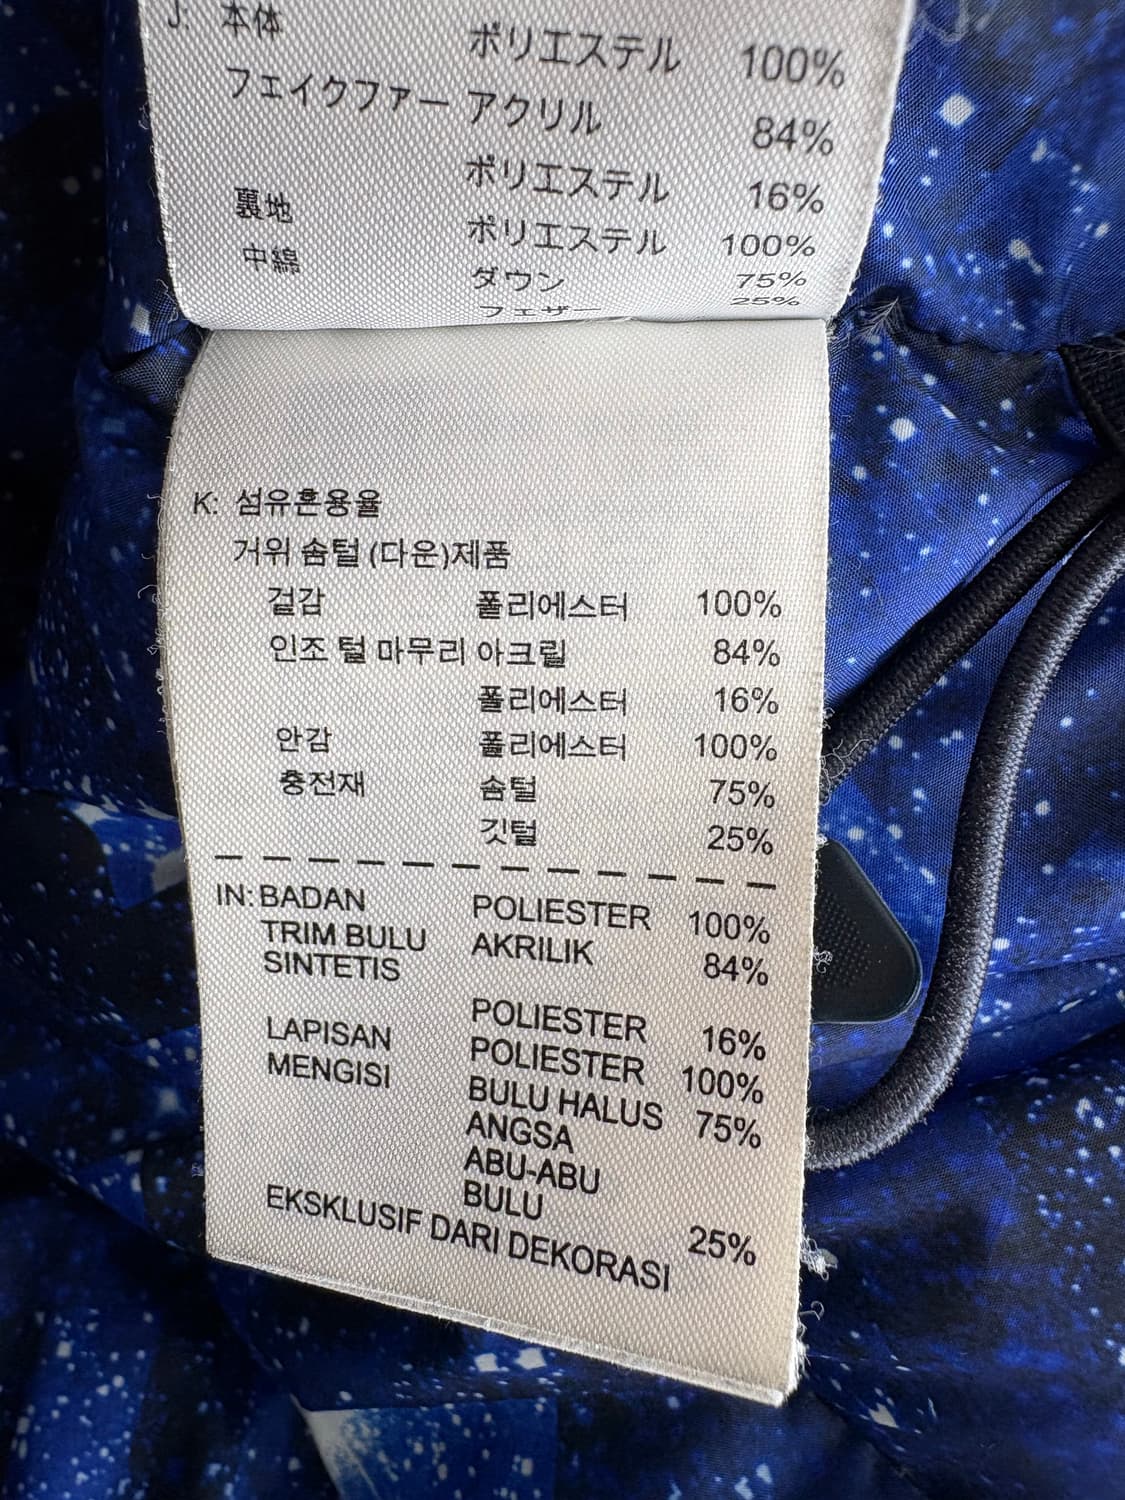 J: 本体 ポリエステル 100%
フェイクファー アクリル 84%
ポリエステル 16%
裏地 ポリエステル 100%
中綿 ダウン 75%
フェザー 25%
K: 섬유혼용율
거위 솜털 (다운)제품
겉감 폴리에스터 100%
인조 털 마무리 아크릴 84%
폴리에스터 16%
안감 폴리에스터 100%
충전재 솜털 75%
깃털 25%
IN: BADAN POLIESTER 100%
TRIM BULU AKRILIK 84%
SINTETIS
POLIESTER 16%
LAPISAN POLIESTER 100%
MENGISI BULU HALUS 75%
ANGSA
ABU-ABU
BULU 25%
EKSKLUSIF DARI DEKORASI